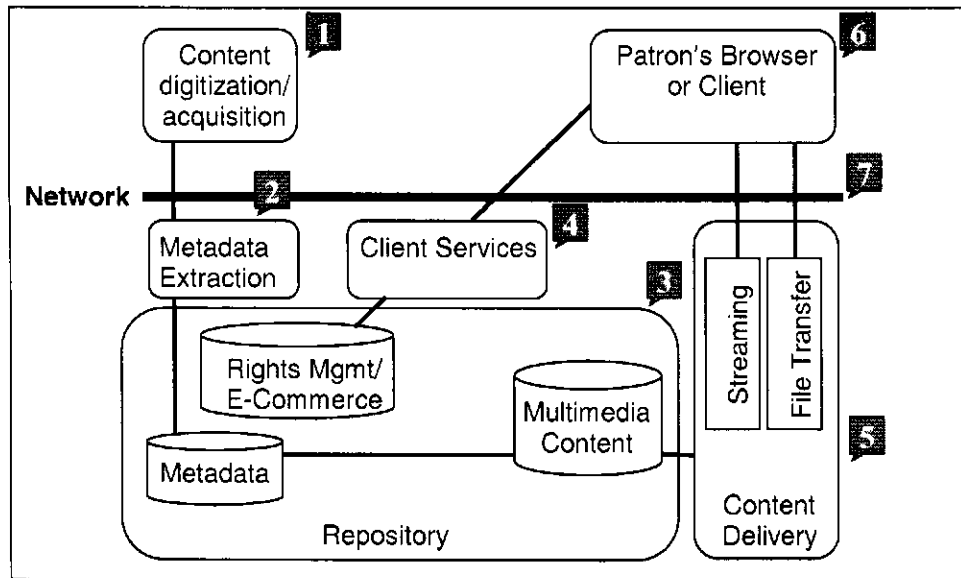 1
Content
digitization/
acquisition
6
Patron's Browser
or Client
Network
7
2
Metadata
Extraction
4
Client Services
3
Rights Mgmt/
E-Commerce
Multimedia
Content
Metadata
Repository
Streaming
File Transfer
5
Content
Delivery